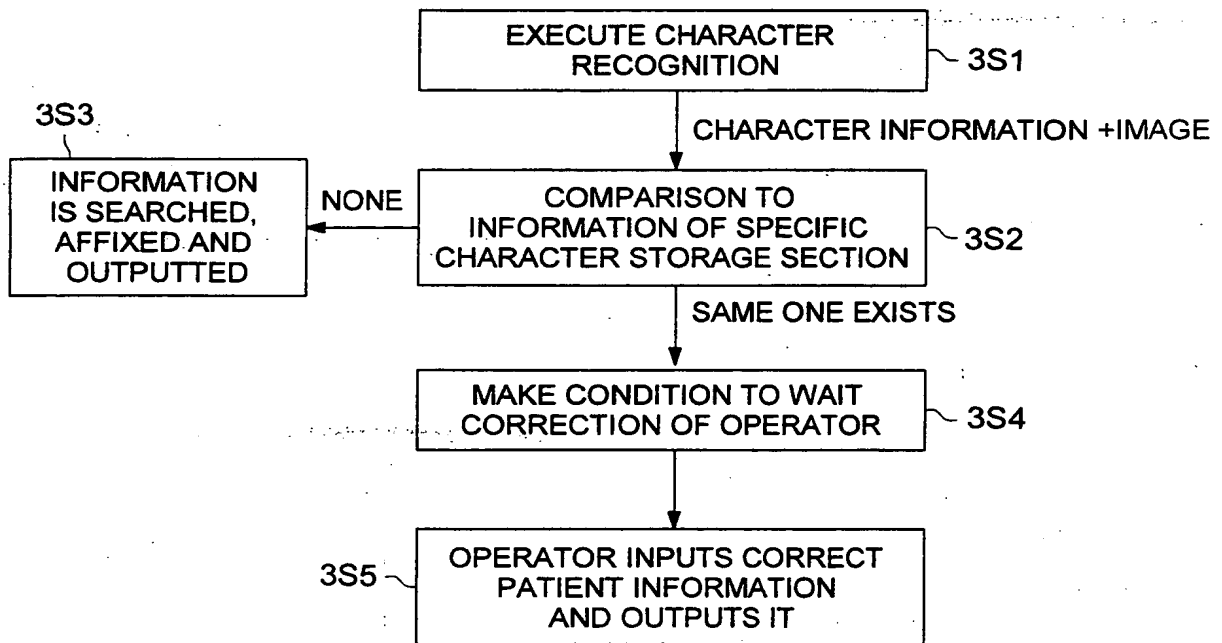 EXECUTE CHARACTER
RECOGNITION
3S1
CHARACTER INFORMATION +IMAGE
3S3
INFORMATION
IS SEARCHED,
AFFIXED AND
OUTPUTTED
NONE
COMPARISON TO
INFORMATION OF SPECIFIC
CHARACTER STORAGE SECTION
3S2
SAME ONE EXISTS
MAKE CONDITION TO WAIT
CORRECTION OF OPERATOR
3S4
3S5
OPERATOR INPUTS CORRECT
PATIENT INFORMATION
AND OUTPUTS IT